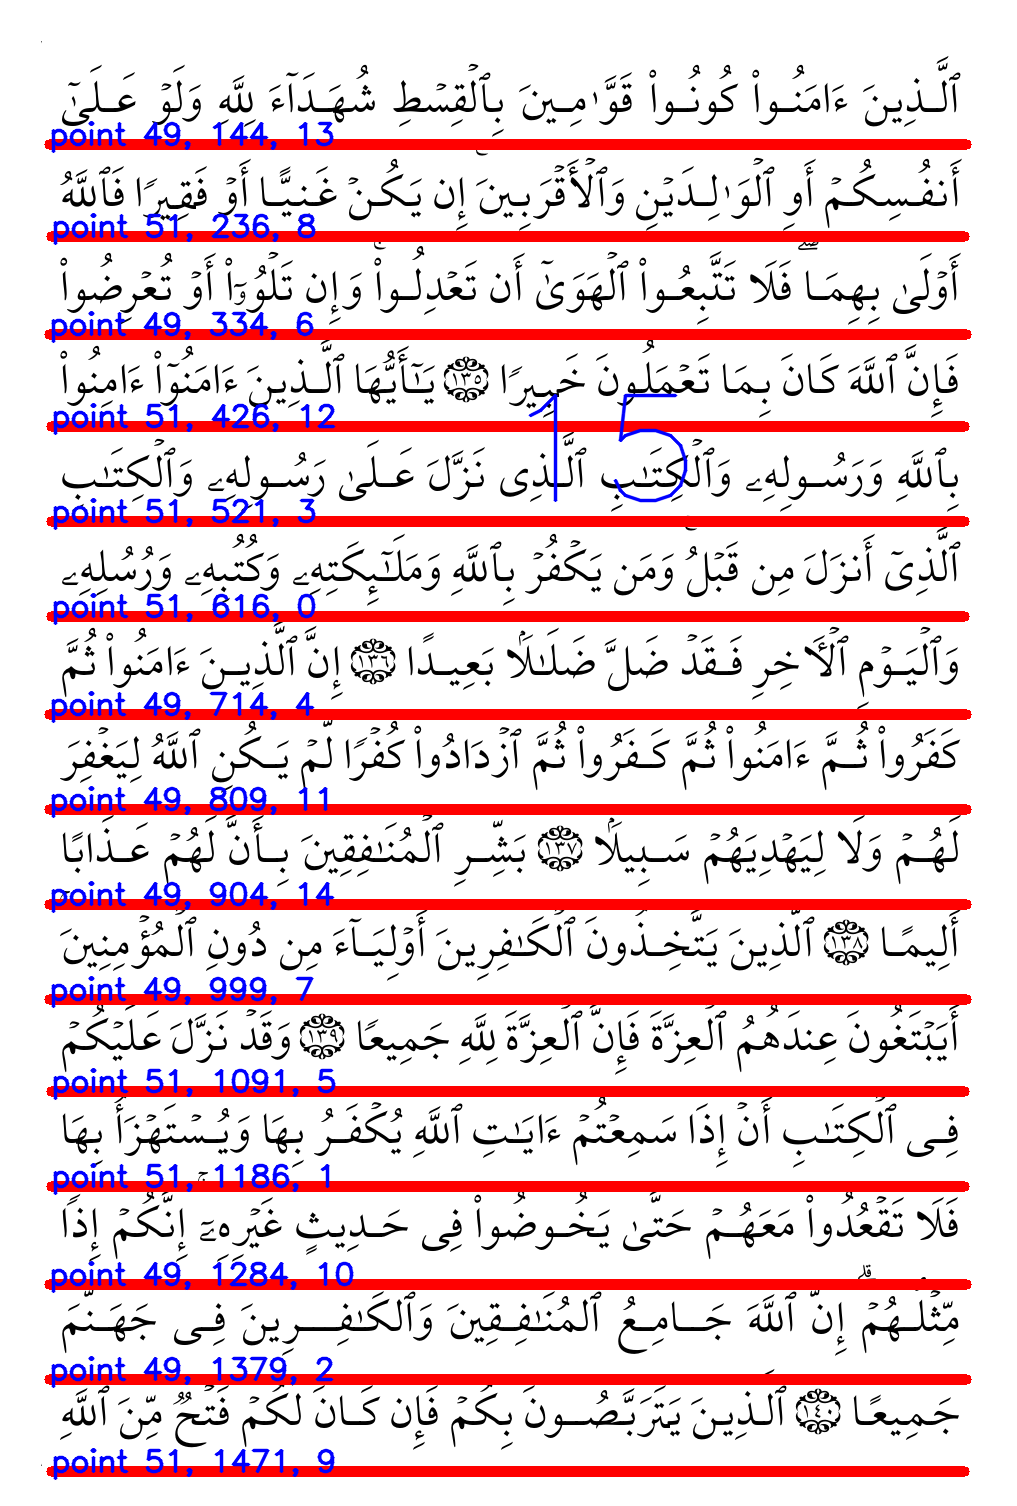 ٱلَّذِينَ ءَامَنُوا۟ كُونُوا۟ قَوَّٰمِينَ بِٱلْقِسْطِ شُهَدَآءَ لِلَّهِ وَلَوْ عَلَىٰٓ
point 49, 144, 13
أَنفُسِكُمْ أَوِ ٱلْوَٰلِدَيْنِ وَٱلْأَقْرَبِينَ ۚ إِن يَكُنْ غَنِيًّا أَوْ فَقِيرًا فَٱللَّهُ
point 51, 236, 8
أَوْلَىٰ بِهِمَا ۖ فَلَا تَتَّبِعُوا۟ ٱلْهَوَىٰٓ أَن تَعْدِلُوا۟ ۚ وَإِن تَلْوُۥٓا۟ أَوْ تُعْرِضُوا۟
point 49, 334, 6
فَإِنَّ ٱللَّهَ كَانَ بِمَا تَعْمَلُونَ خَبِيرًا ١٣٥ يَـٰٓأَيُّهَا ٱلَّذِينَ ءَامَنُوٓا۟ ءَامِنُوا۟
point 51, 426, 12
15
بِٱللَّهِ وَرَسُولِهِۦ وَٱلْكِتَـٰبِ ٱلَّذِى نَزَّلَ عَلَىٰ رَسُولِهِۦ وَٱلْكِتَـٰبِ
point 51, 521, 3
ٱلَّذِىٓ أَنزَلَ مِن قَبْلُ ۚ وَمَن يَكْفُرْ بِٱللَّهِ وَمَلَـٰٓئِكَتِهِۦ وَكُتُبِهِۦ وَرُسُلِهِۦ
point 51, 616, 0
وَٱلْيَوْمِ ٱلْـَٔاخِرِ فَقَدْ ضَلَّ ضَلَـٰلًۢا بَعِيدًا ١٣٦ إِنَّ ٱلَّذِينَ ءَامَنُوا۟ ثُمَّ
point 49, 714, 4
كَفَرُوا۟ ثُمَّ ءَامَنُوا۟ ثُمَّ كَفَرُوا۟ ثُمَّ ٱزْدَادُوا۟ كُفْرًا لَّمْ يَكُنِ ٱللَّهُ لِيَغْفِرَ
point 49, 809, 11
لَهُمْ وَلَا لِيَهْدِيَهُمْ سَبِيلًۢا ١٣٧ بَشِّرِ ٱلْمُنَـٰفِقِينَ بِأَنَّ لَهُمْ عَذَابًا
point 49, 904, 14
أَلِيمًا ١٣٨ ٱلَّذِينَ يَتَّخِذُونَ ٱلْكَـٰفِرِينَ أَوْلِيَآءَ مِن دُونِ ٱلْمُؤْمِنِينَ ۚ
point 49, 999, 7
أَيَبْتَغُونَ عِندَهُمُ ٱلْعِزَّةَ فَإِنَّ ٱلْعِزَّةَ لِلَّهِ جَمِيعًا ١٣٩ وَقَدْ نَزَّلَ عَلَيْكُمْ
point 51, 1091, 5
فِى ٱلْكِتَـٰبِ أَنْ إِذَا سَمِعْتُمْ ءَايَـٰتِ ٱللَّهِ يُكْفَرُ بِهَا وَيُسْتَهْزَأُ بِهَا
point 51, 1186, 1
فَلَا تَقْعُدُوا۟ مَعَهُمْ حَتَّىٰ يَخُوضُوا۟ فِى حَدِيثٍ غَيْرِهِۦٓ ۚ إِنَّكُمْ إِذًا
point 49, 1284, 10
مِّثْلُهُمْ ۗ إِنَّ ٱللَّهَ جَامِعُ ٱلْمُنَـٰفِقِينَ وَٱلْكَـٰفِرِينَ فِى جَهَنَّمَ
point 49, 1379, 2
جَمِيعًا ١٤٠ ٱلَّذِينَ يَتَرَبَّصُونَ بِكُمْ فَإِن كَانَ لَكُمْ فَتْحٌ مِّنَ ٱللَّهِ
point 51, 1471, 9